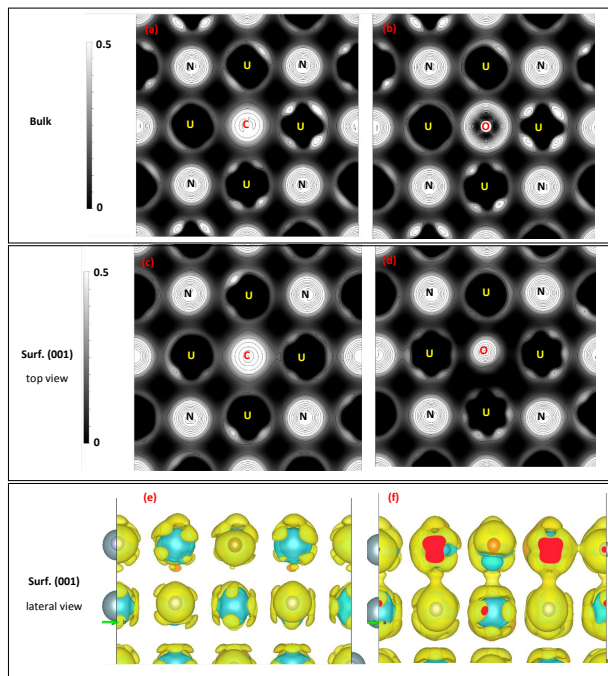 (a)
(b)
0.5
N
U
N
N
U
N
Bulk
U
C
U
U
O
U
N
U
N
N
U
N
0
(c)
(d)
0.5
N
U
N
N
U
N
Surf. (001)
top view
U
C
U
U
O
U
N
U
N
N
U
N
0
(e)
(f)
Surf. (001)
lateral view